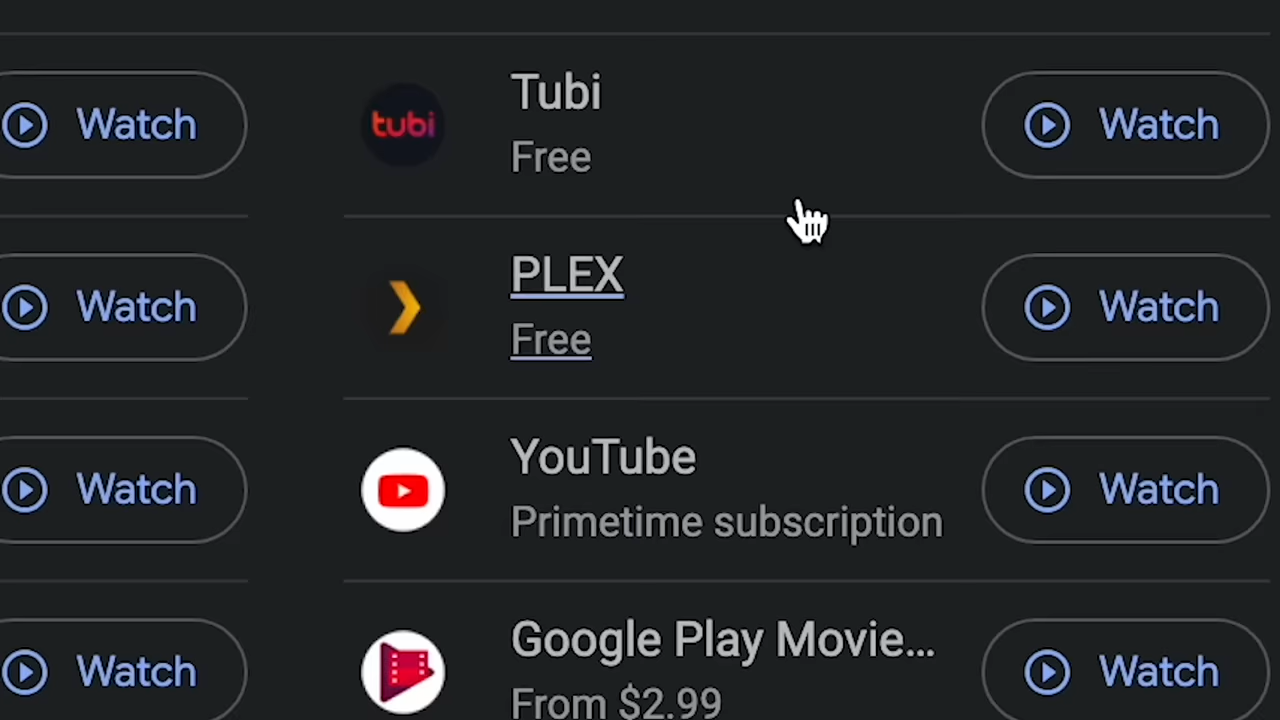 Watch
tubi
Tubi
Free
Watch
Watch
PLEX
Free
Watch
Watch
YouTube
Primetime subscription
Watch
Watch
Google Play Movie...
From $2.99
Watch